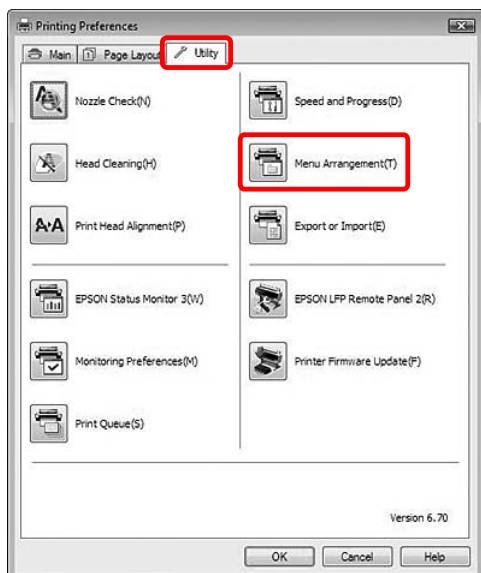 Printing Preferences
Main
Page Layout
Utility
Nozzle Check(N)
Speed and Progress(D)
Head Cleaning(H)
Menu Arrangement(T)
A A Print Head Alignment(P)
Export or Import(E)
EPSON Status Monitor 3(W)
EPSON LFP Remote Panel 2(R)
Monitoring Preferences(M)
Printer Firmware Update(F)
Print Queue(S)
Version 6.70
OK
Cancel
Help